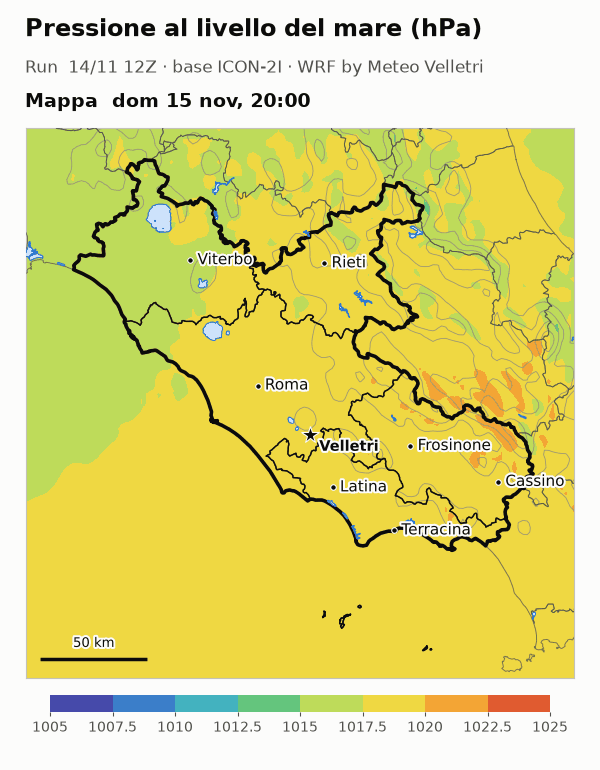 Pressione al livello del mare (hPa)
Run  14/11 12Z · base ICON-2I · WRF by Meteo Velletri
Mappa  dom 15 nov, 20:00
Viterbo
Rieti
Roma
Velletri
Frosinone
Cassino
Latina
Terracina
50 km
1005 1007.5 1010 1012.5 1015 1017.5 1020 1022.5 1025